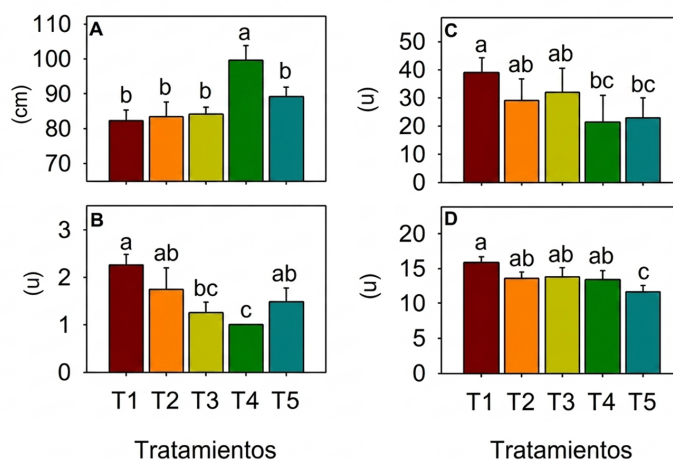 A
110
100
90
80
70
(cm)
b b b a b
C
50
40
30
20
10
0
(u)
a ab ab bc bc
B
3
2
1
0
(u)
a ab bc c ab
T1 T2 T3 T4 T5
Tratamientos
D
20
15
10
5
0
(u)
a ab ab ab c
T1 T2 T3 T4 T5
Tratamientos